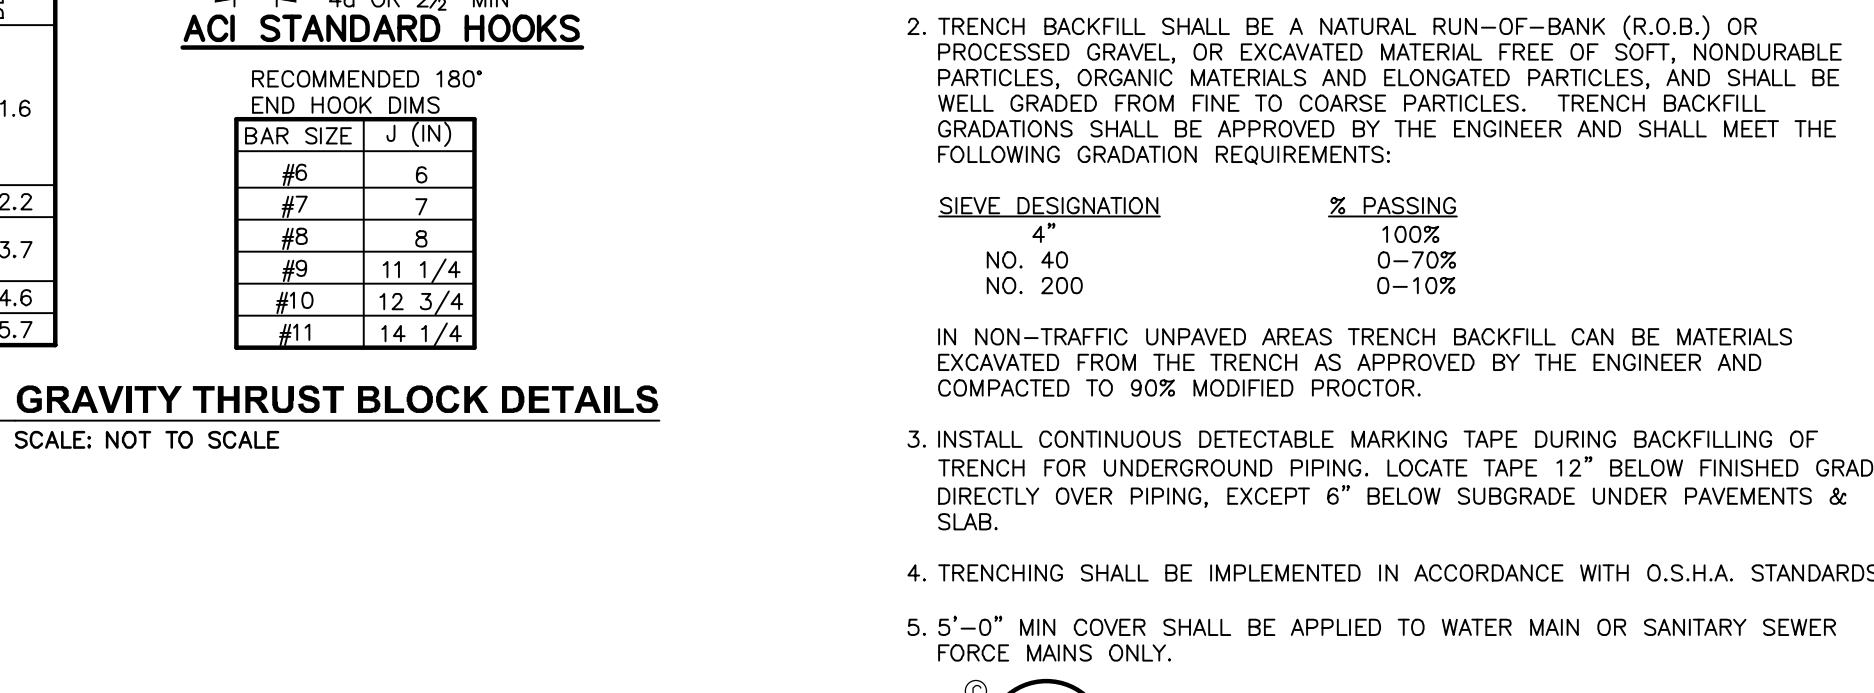 4d OR 2½" MIN
ACI STANDARD HOOKS
RECOMMENDED 180°
END HOOK DIMS
BAR SIZE J (IN)
#6 6
#7 7
#8 8
#9 11 1/4
#10 12 3/4
#11 14 1/4
1.6
2.2
3.7
4.6
5.7
GRAVITY THRUST BLOCK DETAILS
SCALE: NOT TO SCALE
2. TRENCH BACKFILL SHALL BE A NATURAL RUN-OF-BANK (R.O.B.) OR
PROCESSED GRAVEL, OR EXCAVATED MATERIAL FREE OF SOFT, NONDURABLE
PARTICLES, ORGANIC MATERIALS AND ELONGATED PARTICLES, AND SHALL BE
WELL GRADED FROM FINE TO COARSE PARTICLES. TRENCH BACKFILL
GRADATIONS SHALL BE APPROVED BY THE ENGINEER AND SHALL MEET THE
FOLLOWING GRADATION REQUIREMENTS:
SIEVE DESIGNATION % PASSING
4" 100%
NO. 40 0-70%
NO. 200 0-10%
IN NON-TRAFFIC UNPAVED AREAS TRENCH BACKFILL CAN BE MATERIALS
EXCAVATED FROM THE TRENCH AS APPROVED BY THE ENGINEER AND
COMPACTED TO 90% MODIFIED PROCTOR.
3. INSTALL CONTINUOUS DETECTABLE MARKING TAPE DURING BACKFILLING OF
TRENCH FOR UNDERGROUND PIPING. LOCATE TAPE 12" BELOW FINISHED GRAD
DIRECTLY OVER PIPING, EXCEPT 6" BELOW SUBGRADE UNDER PAVEMENTS &
SLAB.
4. TRENCHING SHALL BE IMPLEMENTED IN ACCORDANCE WITH O.S.H.A. STANDARDS
5. 5'-0" MIN COVER SHALL BE APPLIED TO WATER MAIN OR SANITARY SEWER
FORCE MAINS ONLY.
©